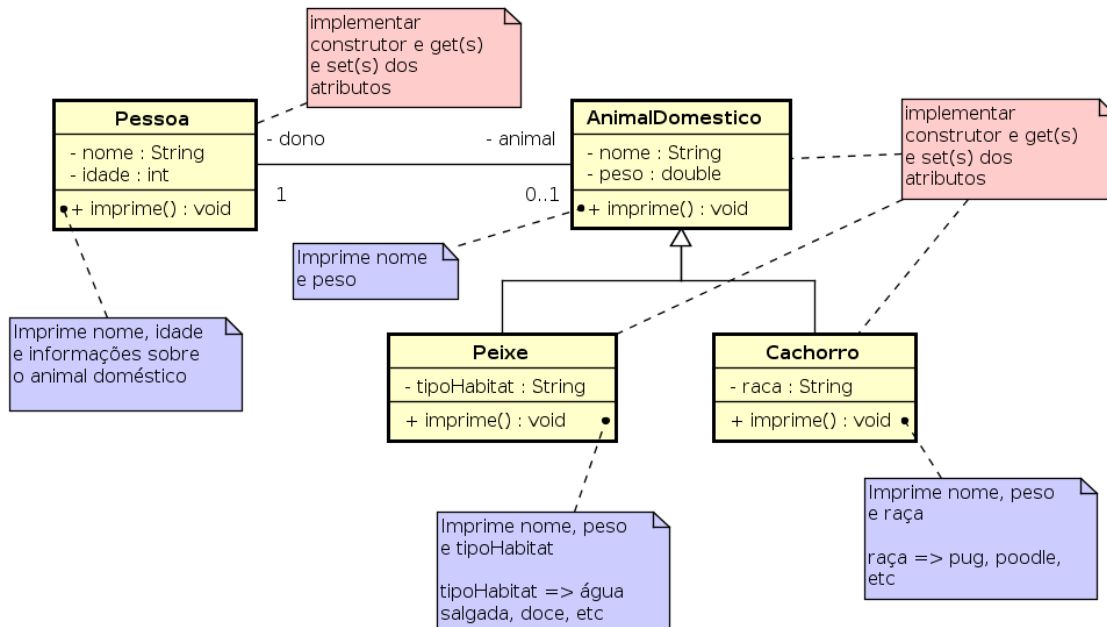 implementar
construtor e get(s)
e set(s) dos
atributos
Pessoa
- nome : String
- idade : int
+ imprime() : void
- dono
- animal
1
0..1
AnimalDomestico
- nome : String
- peso : double
+ imprime() : void
implementar
construtor e get(s)
e set(s) dos
atributos
Imprime nome
e peso
Imprime nome, idade
e informações sobre
o animal doméstico
Peixe
- tipoHabitat : String
+ imprime() : void
Cachorro
- raca : String
+ imprime() : void
Imprime nome, peso
e tipoHabitat
tipoHabitat => água
salgada, doce, etc
Imprime nome, peso
e raça
raça => pug, poodle,
etc